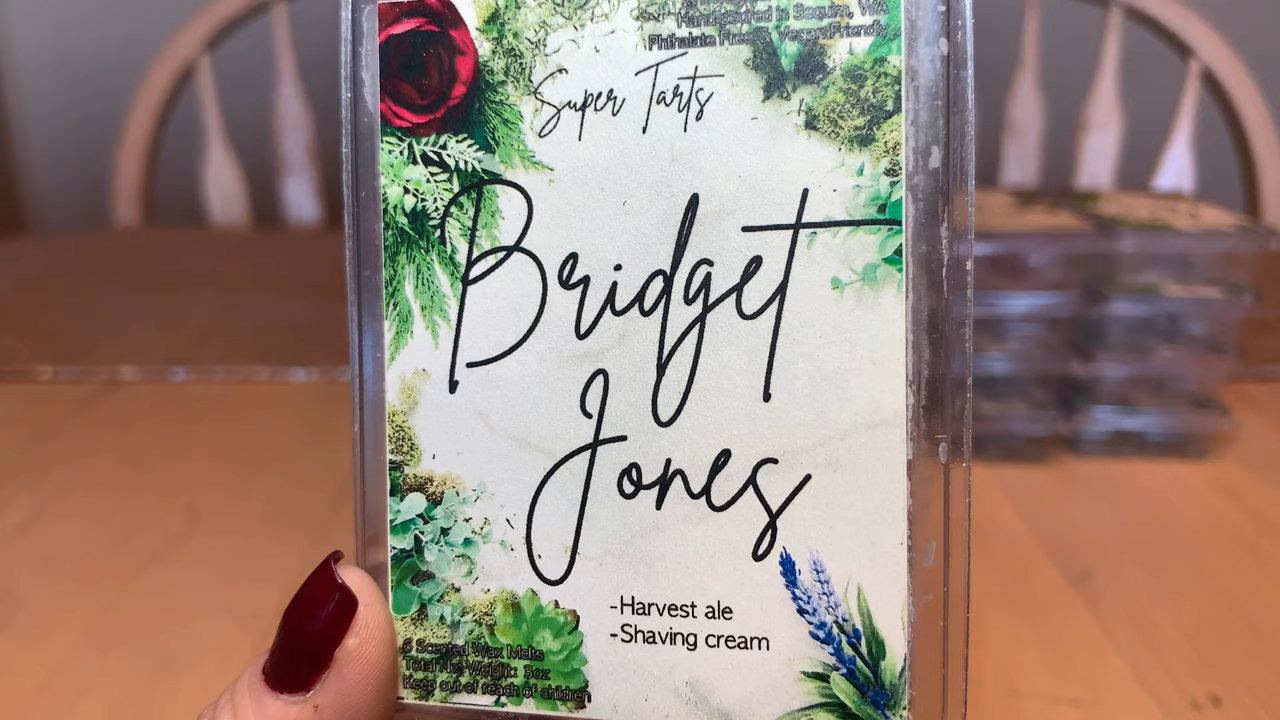 Handpoured in Sequim, WA
Phthalate Free & Vegan Friendly
Super Tarts
Bridget
Jones
-Harvest ale
-Shaving cream
6 Scented Wax Melts
Total Net Weight: 3oz
Keep out of reach of children